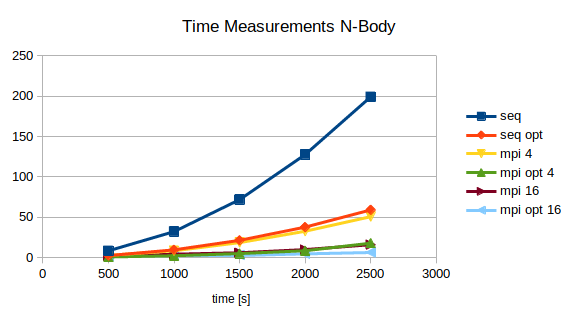 Time Measurements N-Body
250
200
150
100
50
0
0 500 1000 1500 2000 2500 3000
time [s]
seq
seq opt
mpi 4
mpi opt 4
mpi 16
mpi opt 16